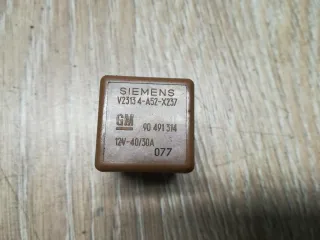 SIEMENS
V23134-A52-X237
GM 90 491 314
12V-40/30A
077